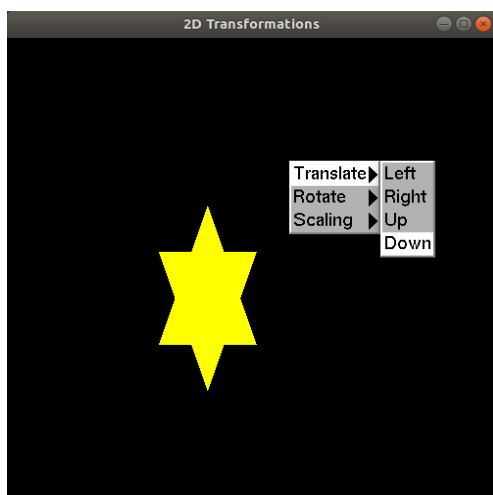 2D Transformations
Translate
Rotate
Scaling
Left
Right
Up
Down